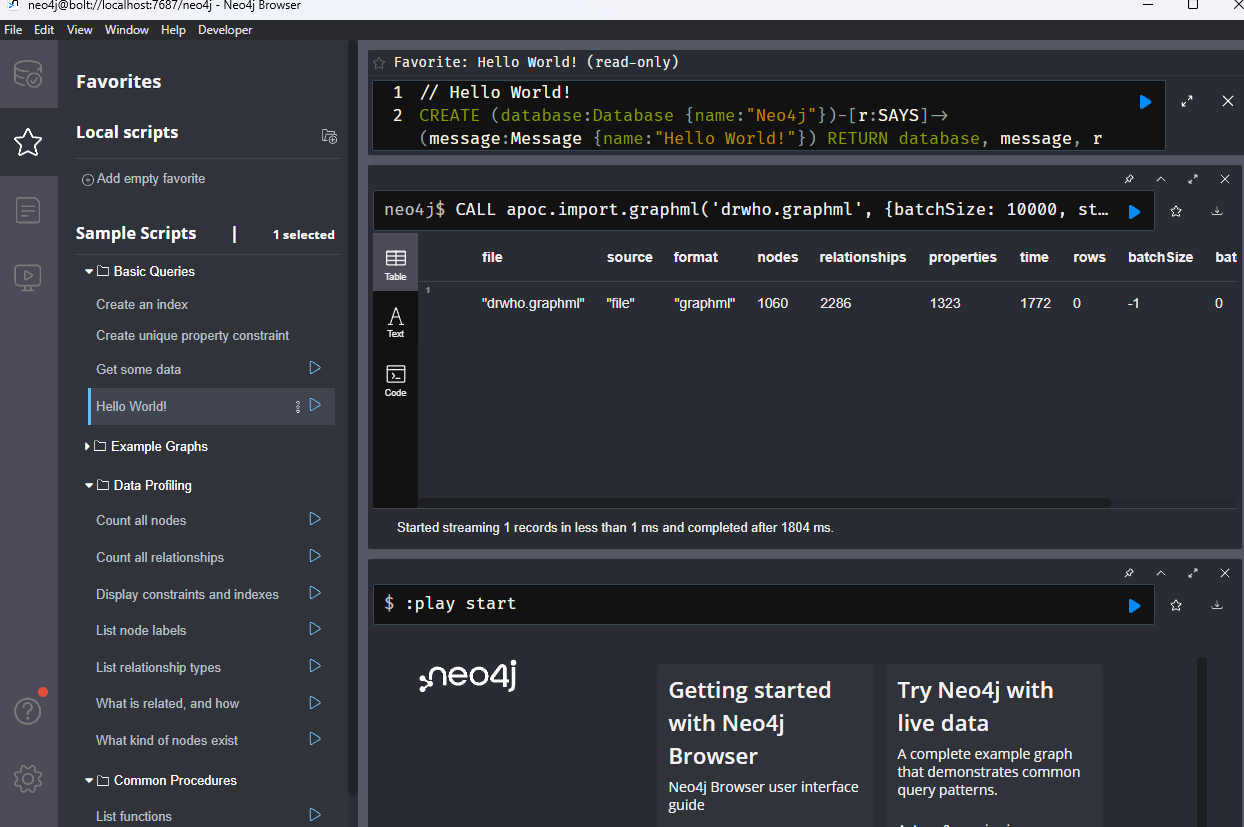 neo4j@bolt://localhost:7687/neo4j - Neo4j Browser
File Edit View Window Help Developer
Favorites
Local scripts
Add empty favorite
Sample Scripts | 1 selected
Basic Queries
Create an index
Create unique property constraint
Get some data
Hello World!
Example Graphs
Data Profiling
Count all nodes
Count all relationships
Display constraints and indexes
List node labels
List relationship types
What is related, and how
What kind of nodes exist
Common Procedures
List functions
Favorite: Hello World! (read-only)
1 // Hello World!
2 CREATE (database:Database {name:"Neo4j"})-[r:SAYS]->
(message:Message {name:"Hello World!"}) RETURN database, message, r
neo4j$ CALL apoc.import.graphml('drwho.graphml', {batchSize: 10000, st…
Table
Text
Code
file source format nodes relationships properties time rows batchSize bat
1
"drwho.graphml" "file" "graphml" 1060 2286 1323 1772 0 -1 0
Started streaming 1 records in less than 1 ms and completed after 1804 ms.
$ :play start
neo4j
Getting started
with Neo4j
Browser
Neo4j Browser user interface
guide
Try Neo4j with
live data
A complete example graph
that demonstrates common
query patterns.